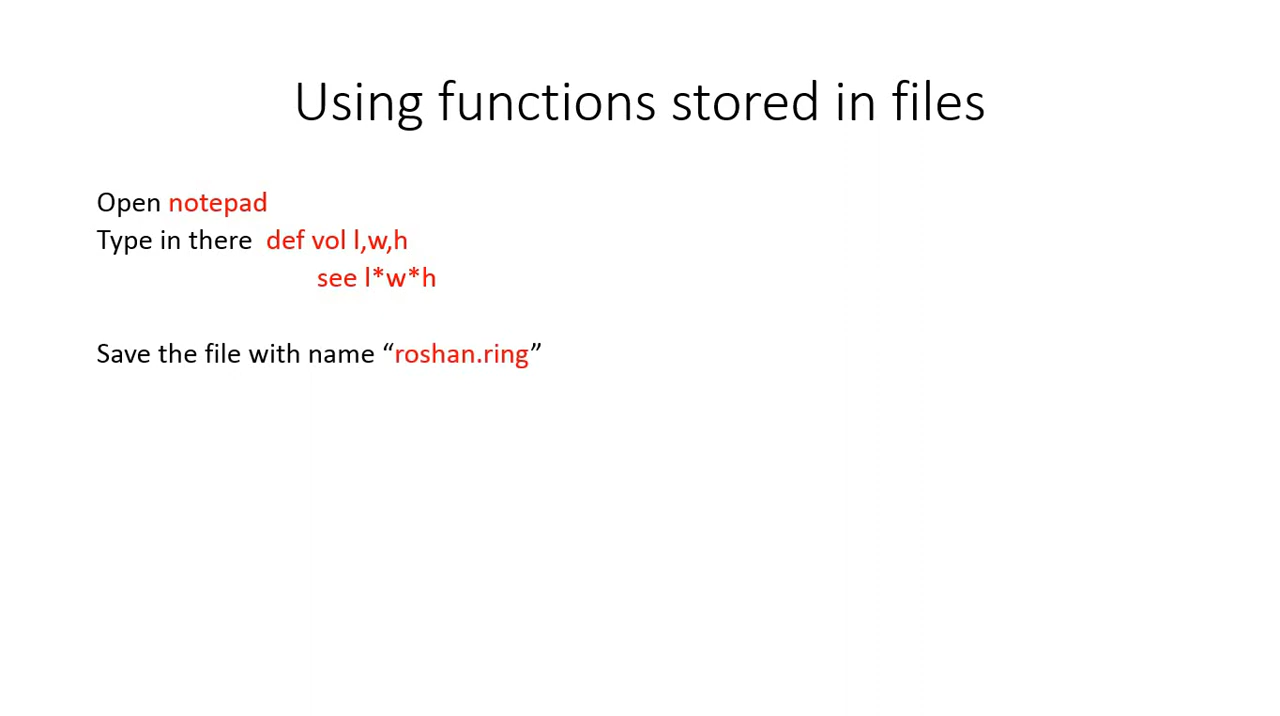 Using functions stored in files
Open notepad
Type in there def vol l,w,h
see l*w*h
Save the file with name “roshan.ring”